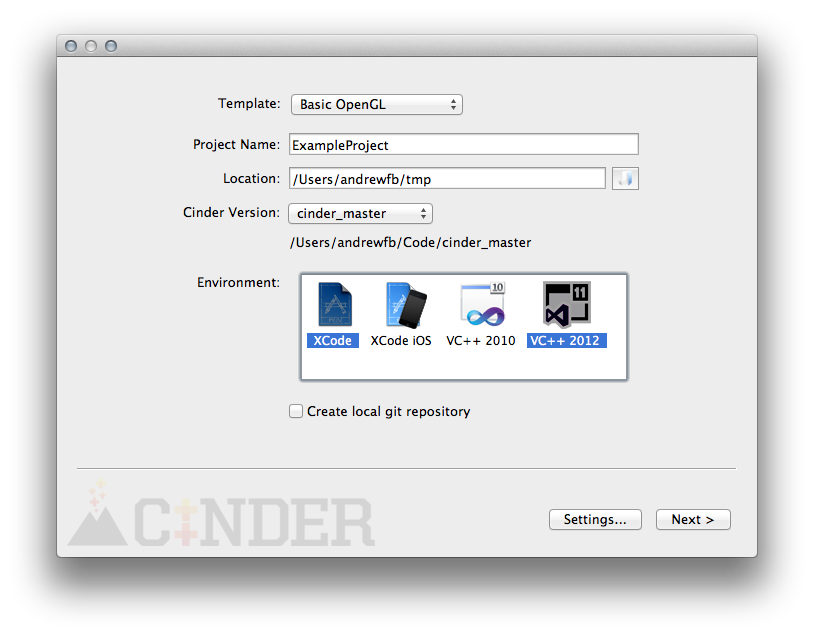 Template: Basic OpenGL
Project Name: ExampleProject
Location: /Users/andrewfb/tmp
Cinder Version: cinder_master
/Users/andrewfb/Code/cinder_master
Environment:
10 11
XCode XCode iOS VC++ 2010 VC++ 2012
Create local git repository
CINDER
Settings... Next >